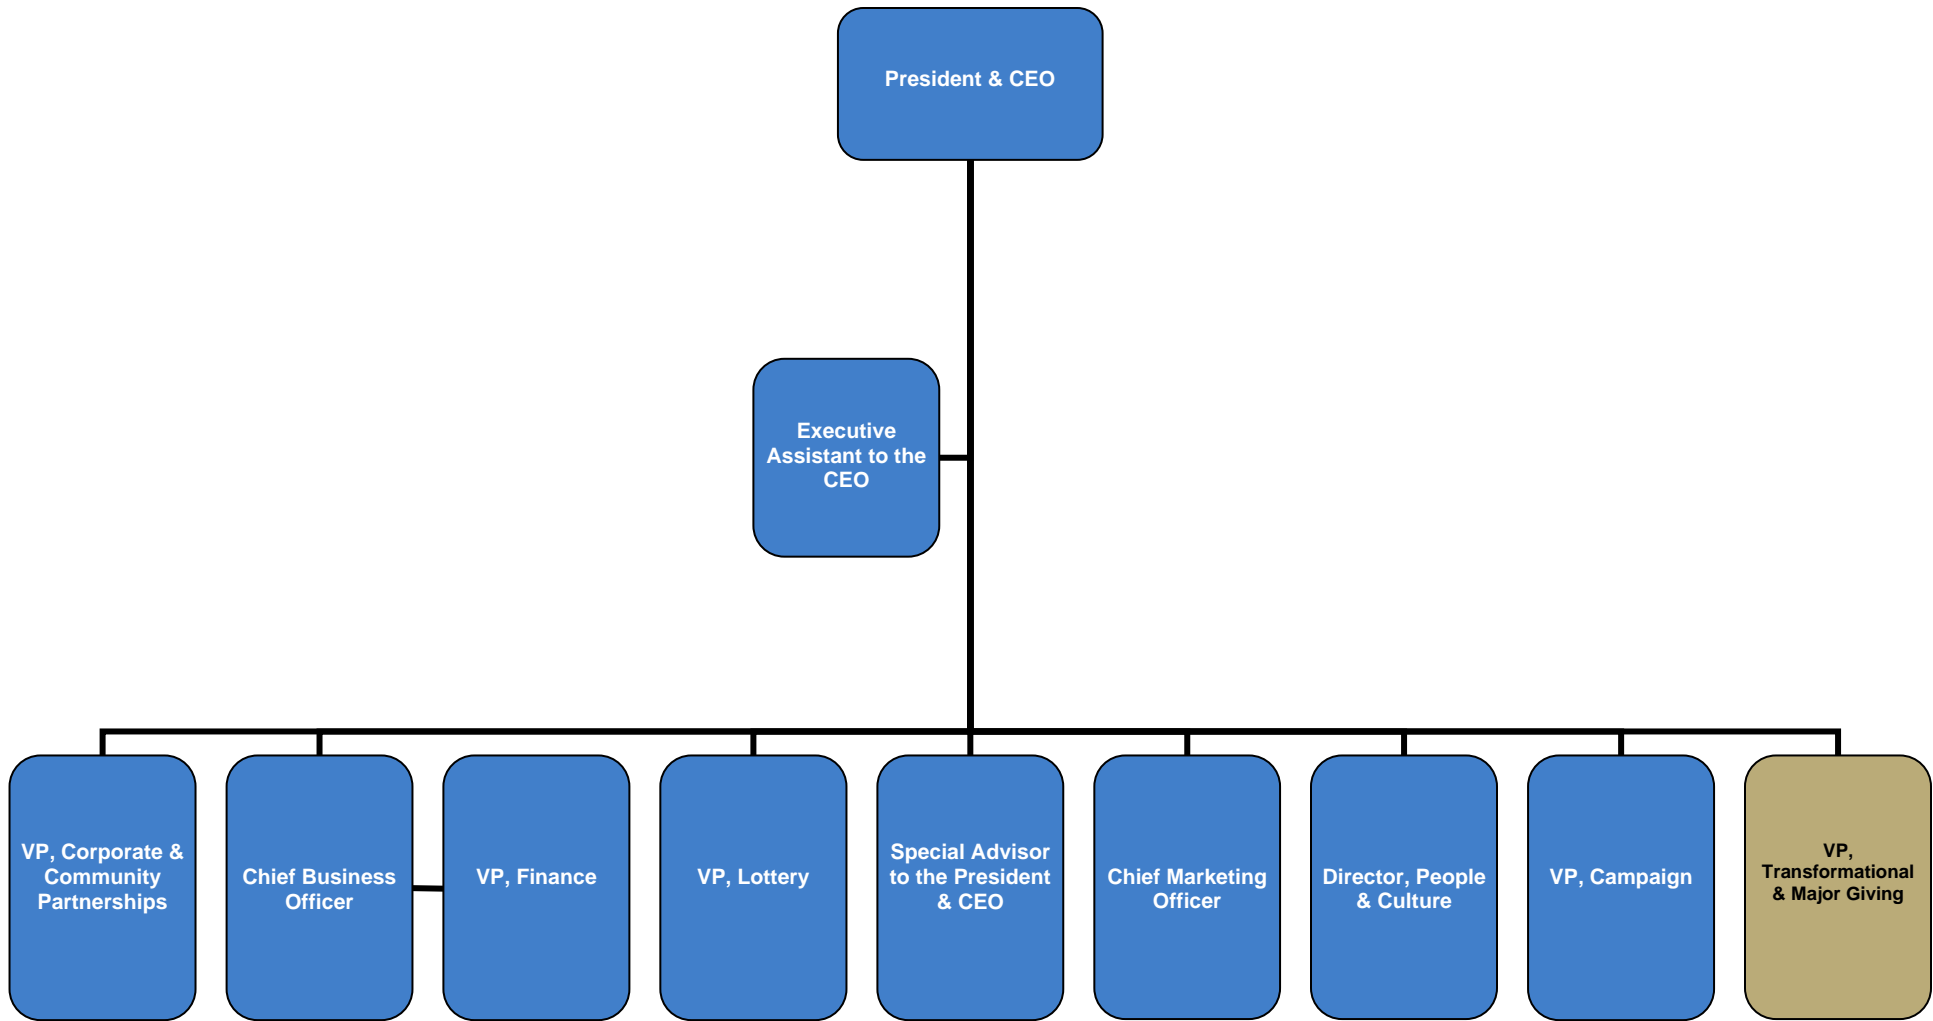 President & CEO
Executive
Assistant to the
CEO
VP, Corporate &
Community
Partnerships
Chief Business
Officer
VP, Finance
VP, Lottery
Special Advisor
to the President
& CEO
Chief Marketing
Officer
Director, People
& Culture
VP, Campaign
VP,
Transformational
& Major Giving